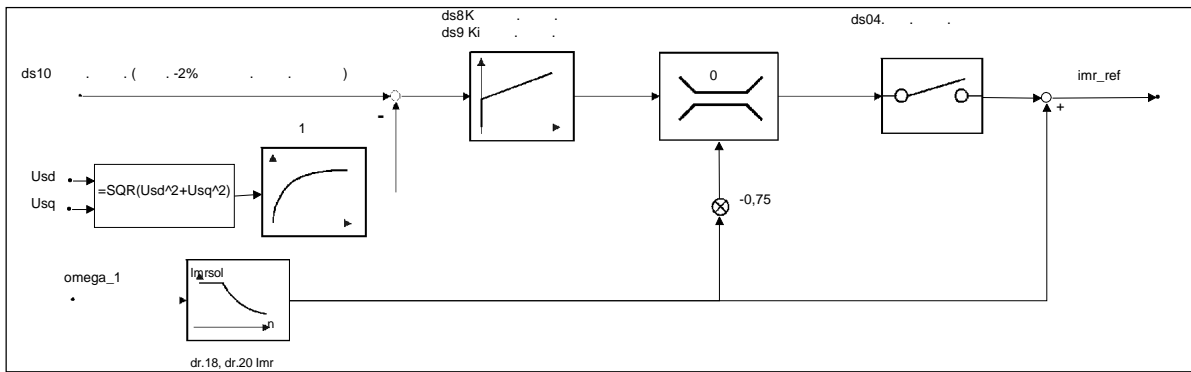 ds8K . .
ds9 Ki . .
ds04. . .
ds10 . . ( . -2% . . )
imr_ref
0
-
+
1
Usd
Usq
=SQR(Usd^2+Usq^2)
-0,75
omega_1
Imrsol
n
dr.18, dr.20 Imr